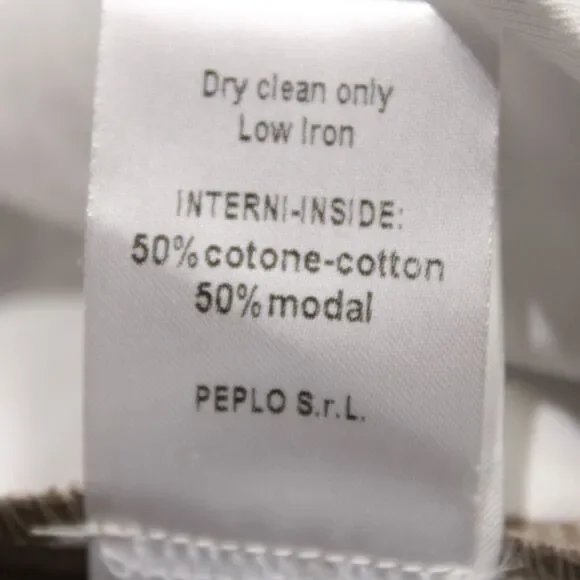 Dry clean only
Low Iron
INTERNI-INSIDE:
50% cotone-cotton
50% modal
PEPLO S.r.L.